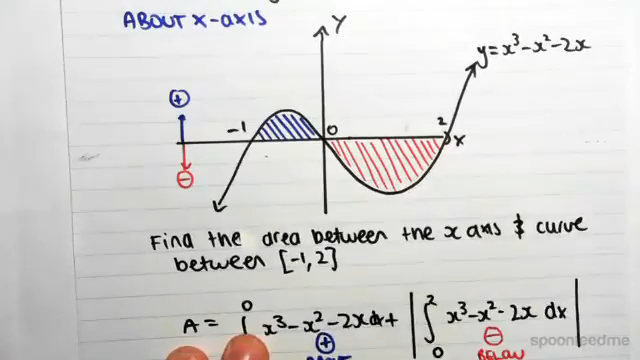 ABOUT X-axis
Y
y = x³-x²-2x
⊕
-1
0
2
x
⊖
Find the area between the x axis & curve
between [-1, 2]
A = ∫ 0 x³-x²-2x dx + | ∫ 2 0 x³-x²-2x dx |
⊕ ⊖
BELOW
spoonfeedme